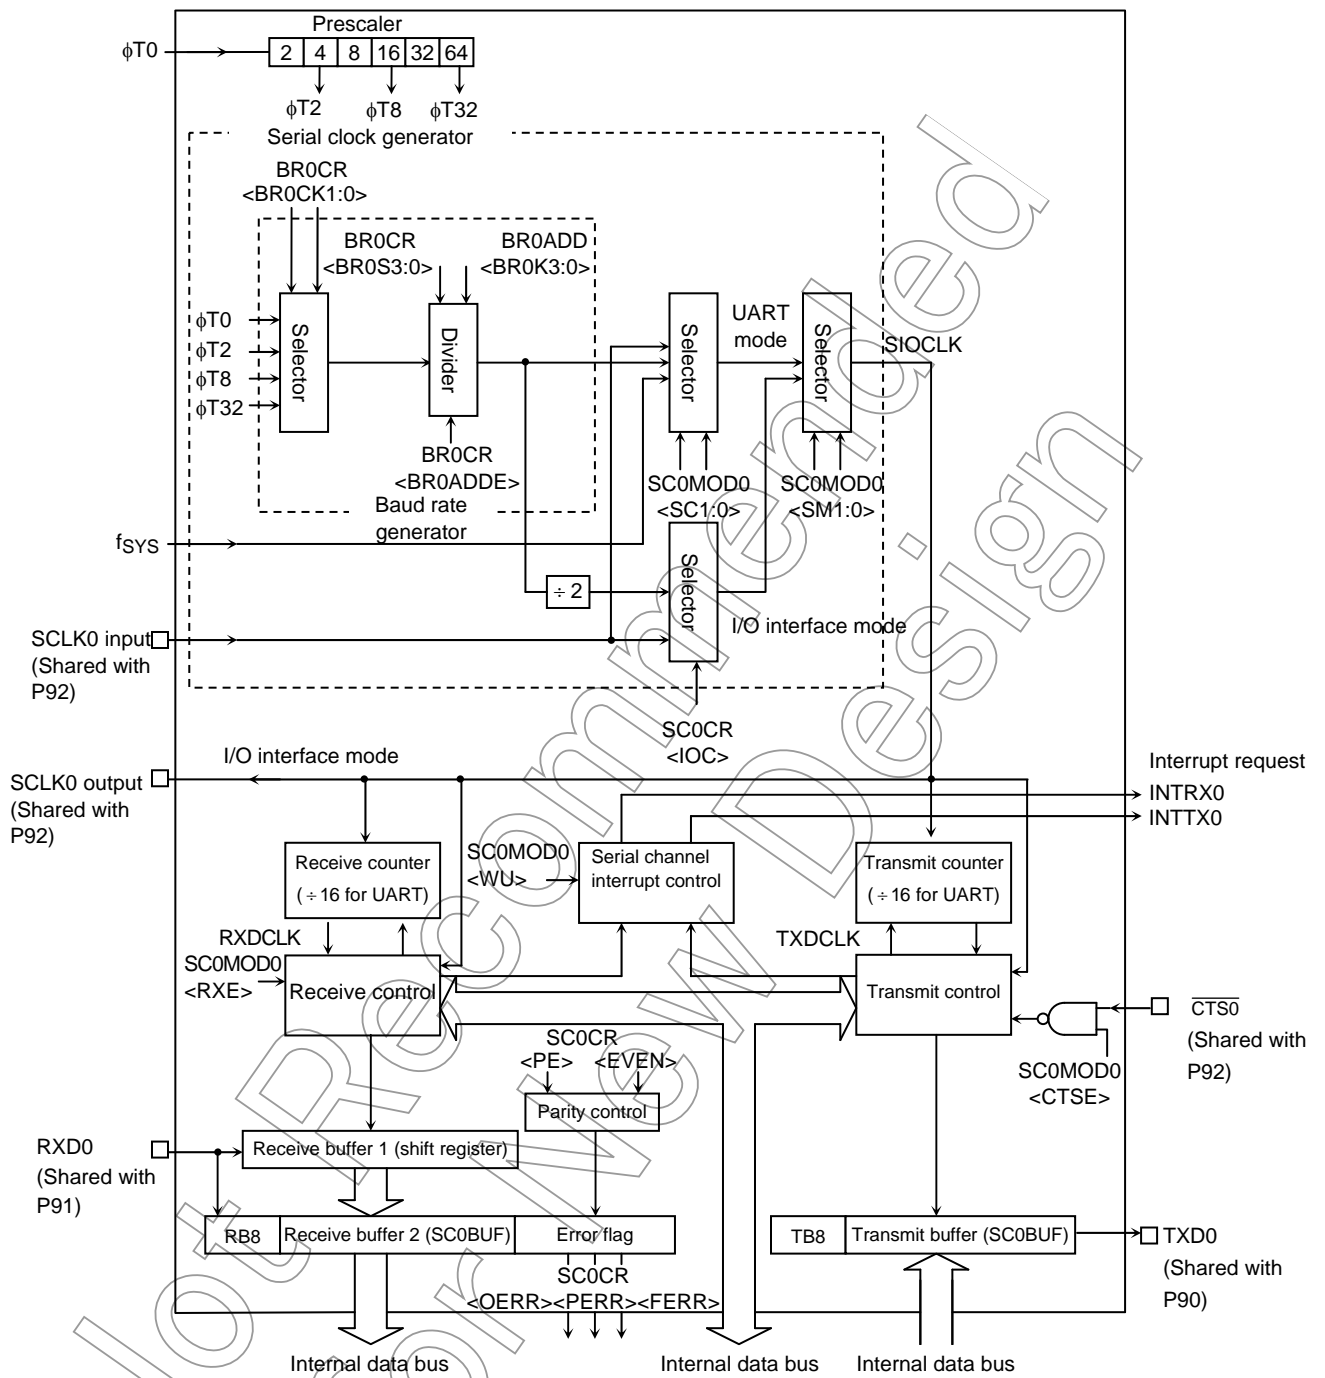 Prescaler
ϕT0
2 4 8 16 32 64
ϕT2 ϕT8 ϕT32
Serial clock generator
BR0CR
<BR0CK1:0>
BR0CR
<BR0S3:0>
BR0ADD
<BR0K3:0>
ϕT0
ϕT2
ϕT8
ϕT32
Selector
Divider
BR0CR
<BR0ADDE>
Baud rate
generator
Selector
UART
mode
Selector
SIOCLK
SC0MOD0
<SC1:0>
SC0MOD0
<SM1:0>
fSYS
÷ 2
Selector
I/O interface mode
SCLK0 input
(Shared with
P92)
SC0CR
<IOC>
I/O interface mode
SCLK0 output
(Shared with
P92)
Interrupt request
INTRX0
INTTX0
Receive counter
(÷16 for UART)
SC0MOD0
<WU>
Serial channel
interrupt control
Transmit counter
(÷16 for UART)
RXDCLK
SC0MOD0
<RXE>
Receive control
TXDCLK
Transmit control
CTS0
(Shared with
P92)
SC0MOD0
<CTSE>
SC0CR
<PE> <EVEN>
Parity control
RXD0
(Shared with
P91)
Receive buffer 1 (shift register)
RB8
Receive buffer 2 (SC0BUF)
Error flag
SC0CR
<OERR><PERR><FERR>
TB8
Transmit buffer (SC0BUF)
TXD0
(Shared with
P90)
Internal data bus
Internal data bus
Internal data bus
Not Recommended
for New Design